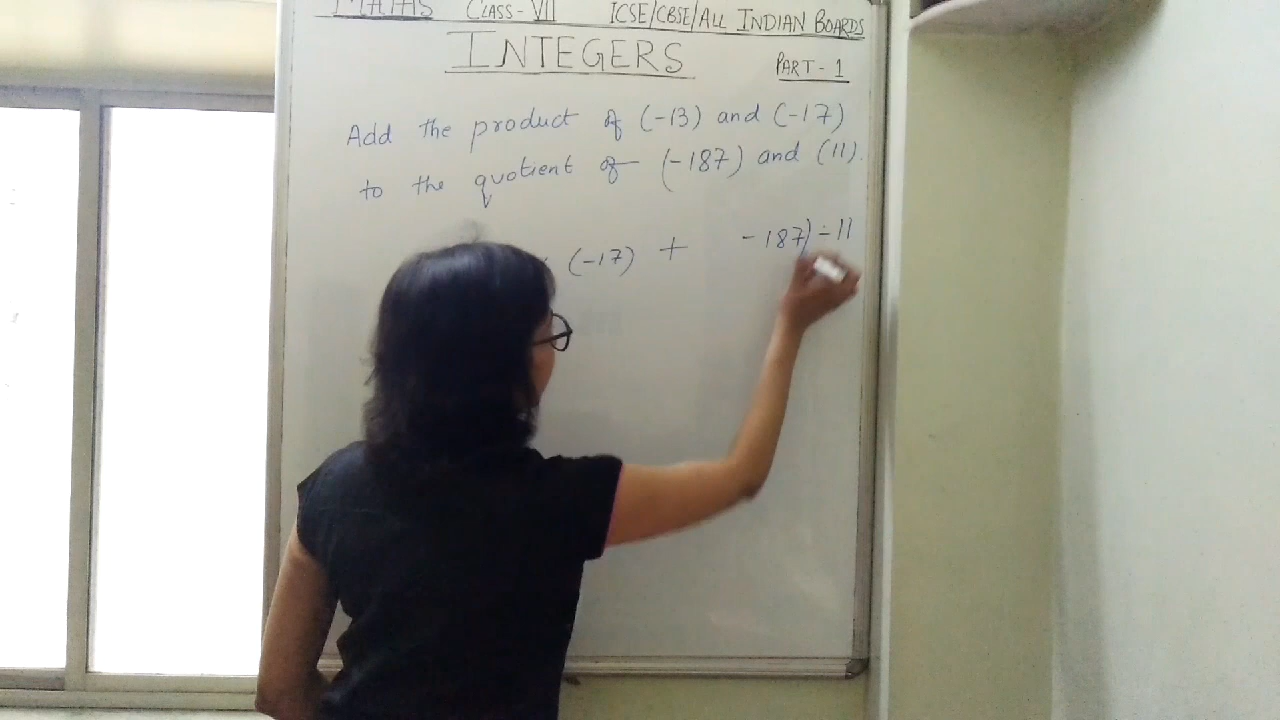 MATHS CLASS-VII ICSE/CBSE/ALL INDIAN BOARDS
INTEGERS
PART-1
Add the product of (-13) and (-17)
to the quotient of (-187) and (11).
(-17) + -187) ÷ 11